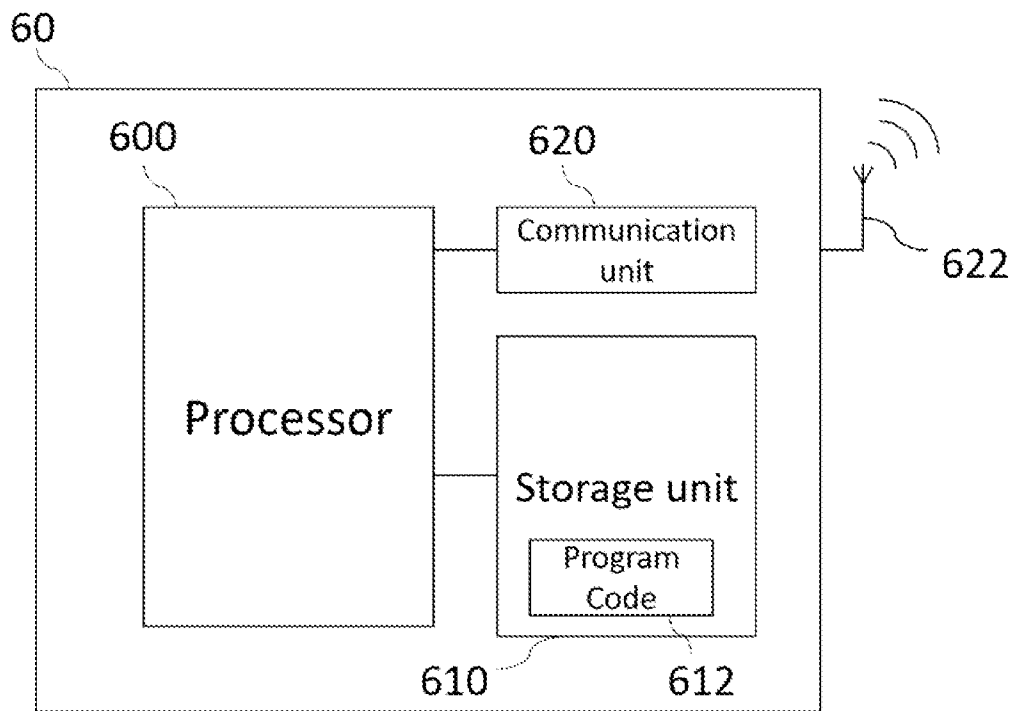 60
600
620
Communication
unit
622
Processor
Storage unit
Program
Code
610
612